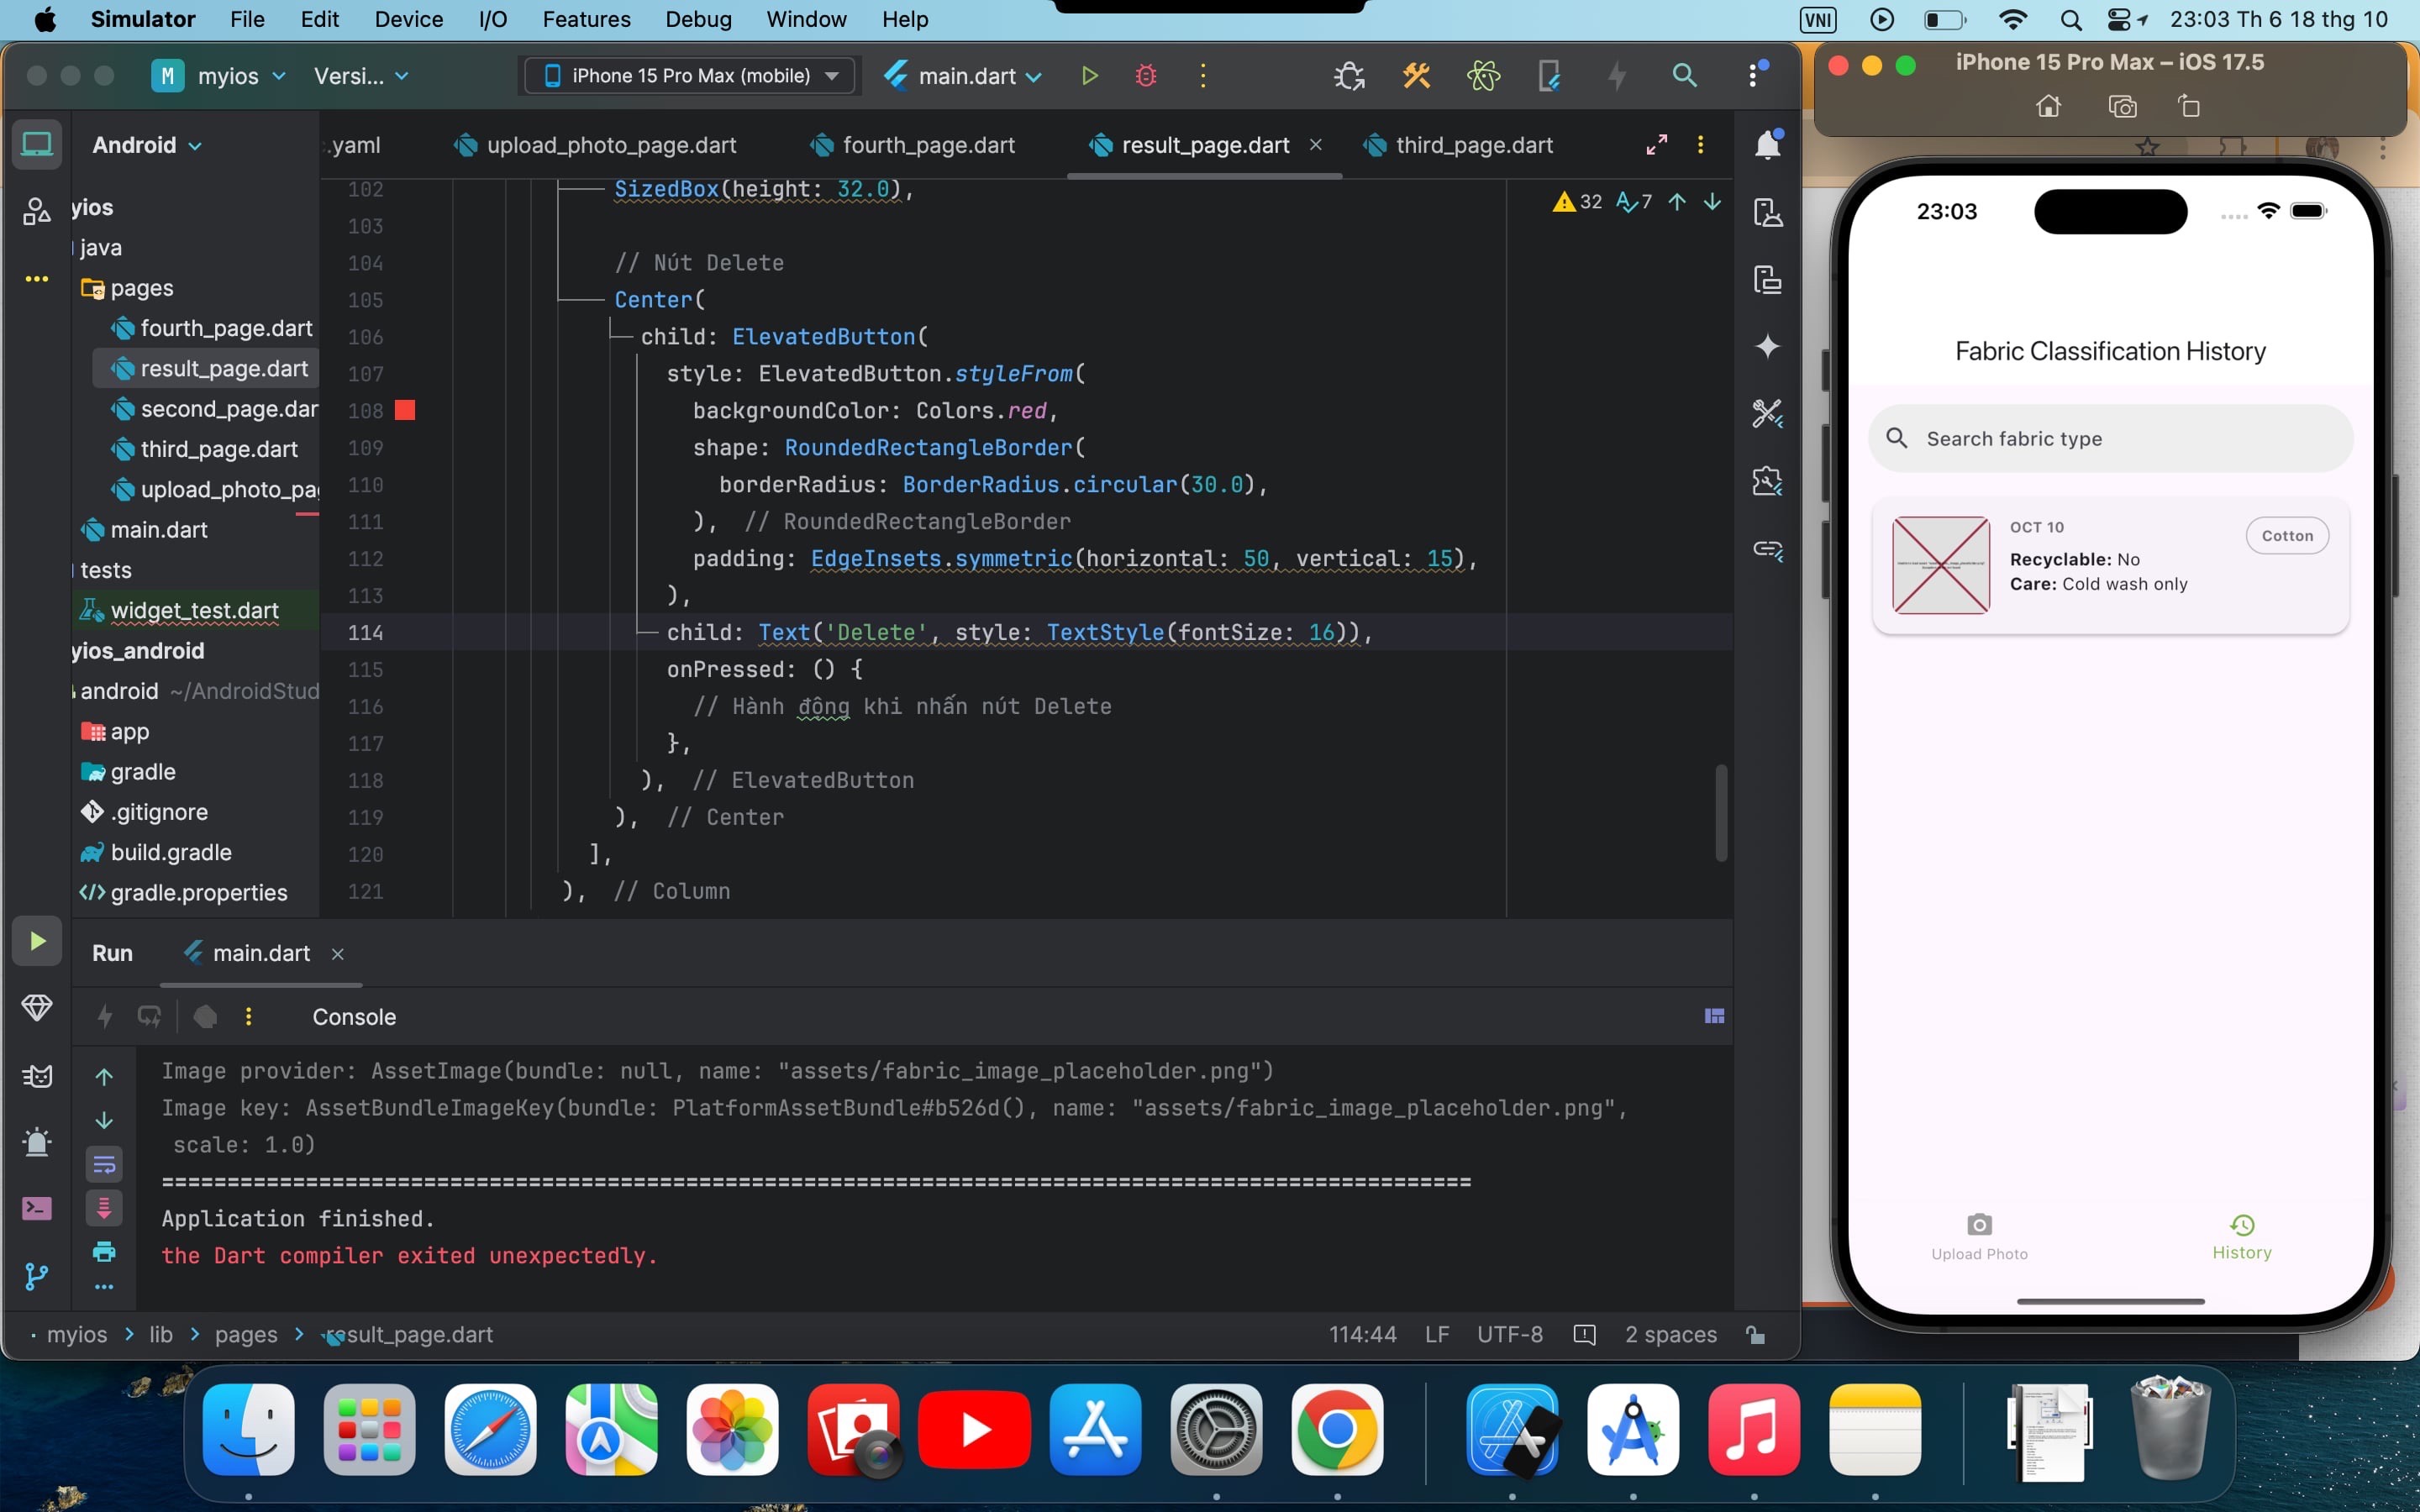 Simulator File Edit Device I/O Features Debug Window Help
VNI 23:03 Th 6 18 thg 10
M myios Versi... iPhone 15 Pro Max (mobile) main.dart
Android
yios
java
pages
fourth_page.dart
result_page.dart
second_page.dar
third_page.dart
upload_photo_pa
main.dart
tests
widget_test.dart
yios_android
android ~/AndroidStud
app
gradle
.gitignore
build.gradle
gradle.properties
.yaml upload_photo_page.dart fourth_page.dart result_page.dart third_page.dart
32 7
102 SizedBox(height: 32.0),
103
104 // Nút Delete
105 Center(
106 child: ElevatedButton(
107 style: ElevatedButton.styleFrom(
108 backgroundColor: Colors.red,
109 shape: RoundedRectangleBorder(
110 borderRadius: BorderRadius.circular(30.0),
111 ), // RoundedRectangleBorder
112 padding: EdgeInsets.symmetric(horizontal: 50, vertical: 15),
113 ),
114 child: Text('Delete', style: TextStyle(fontSize: 16)),
115 onPressed: () {
116 // Hành động khi nhấn nút Delete
117 },
118 ), // ElevatedButton
119 ), // Center
120 ],
121 ), // Column
Run main.dart
Console
Image provider: AssetImage(bundle: null, name: "assets/fabric_image_placeholder.png")
Image key: AssetBundleImageKey(bundle: PlatformAssetBundle#b526d(), name: "assets/fabric_image_placeholder.png",
scale: 1.0)
====================================================================================================
Application finished.
the Dart compiler exited unexpectedly.
myios > lib > pages > result_page.dart
114:44 LF UTF-8 2 spaces
iPhone 15 Pro Max – iOS 17.5
23:03
Fabric Classification History
Search fabric type
OCT 10
Cotton
Recyclable: No
Care: Cold wash only
Upload Photo
History